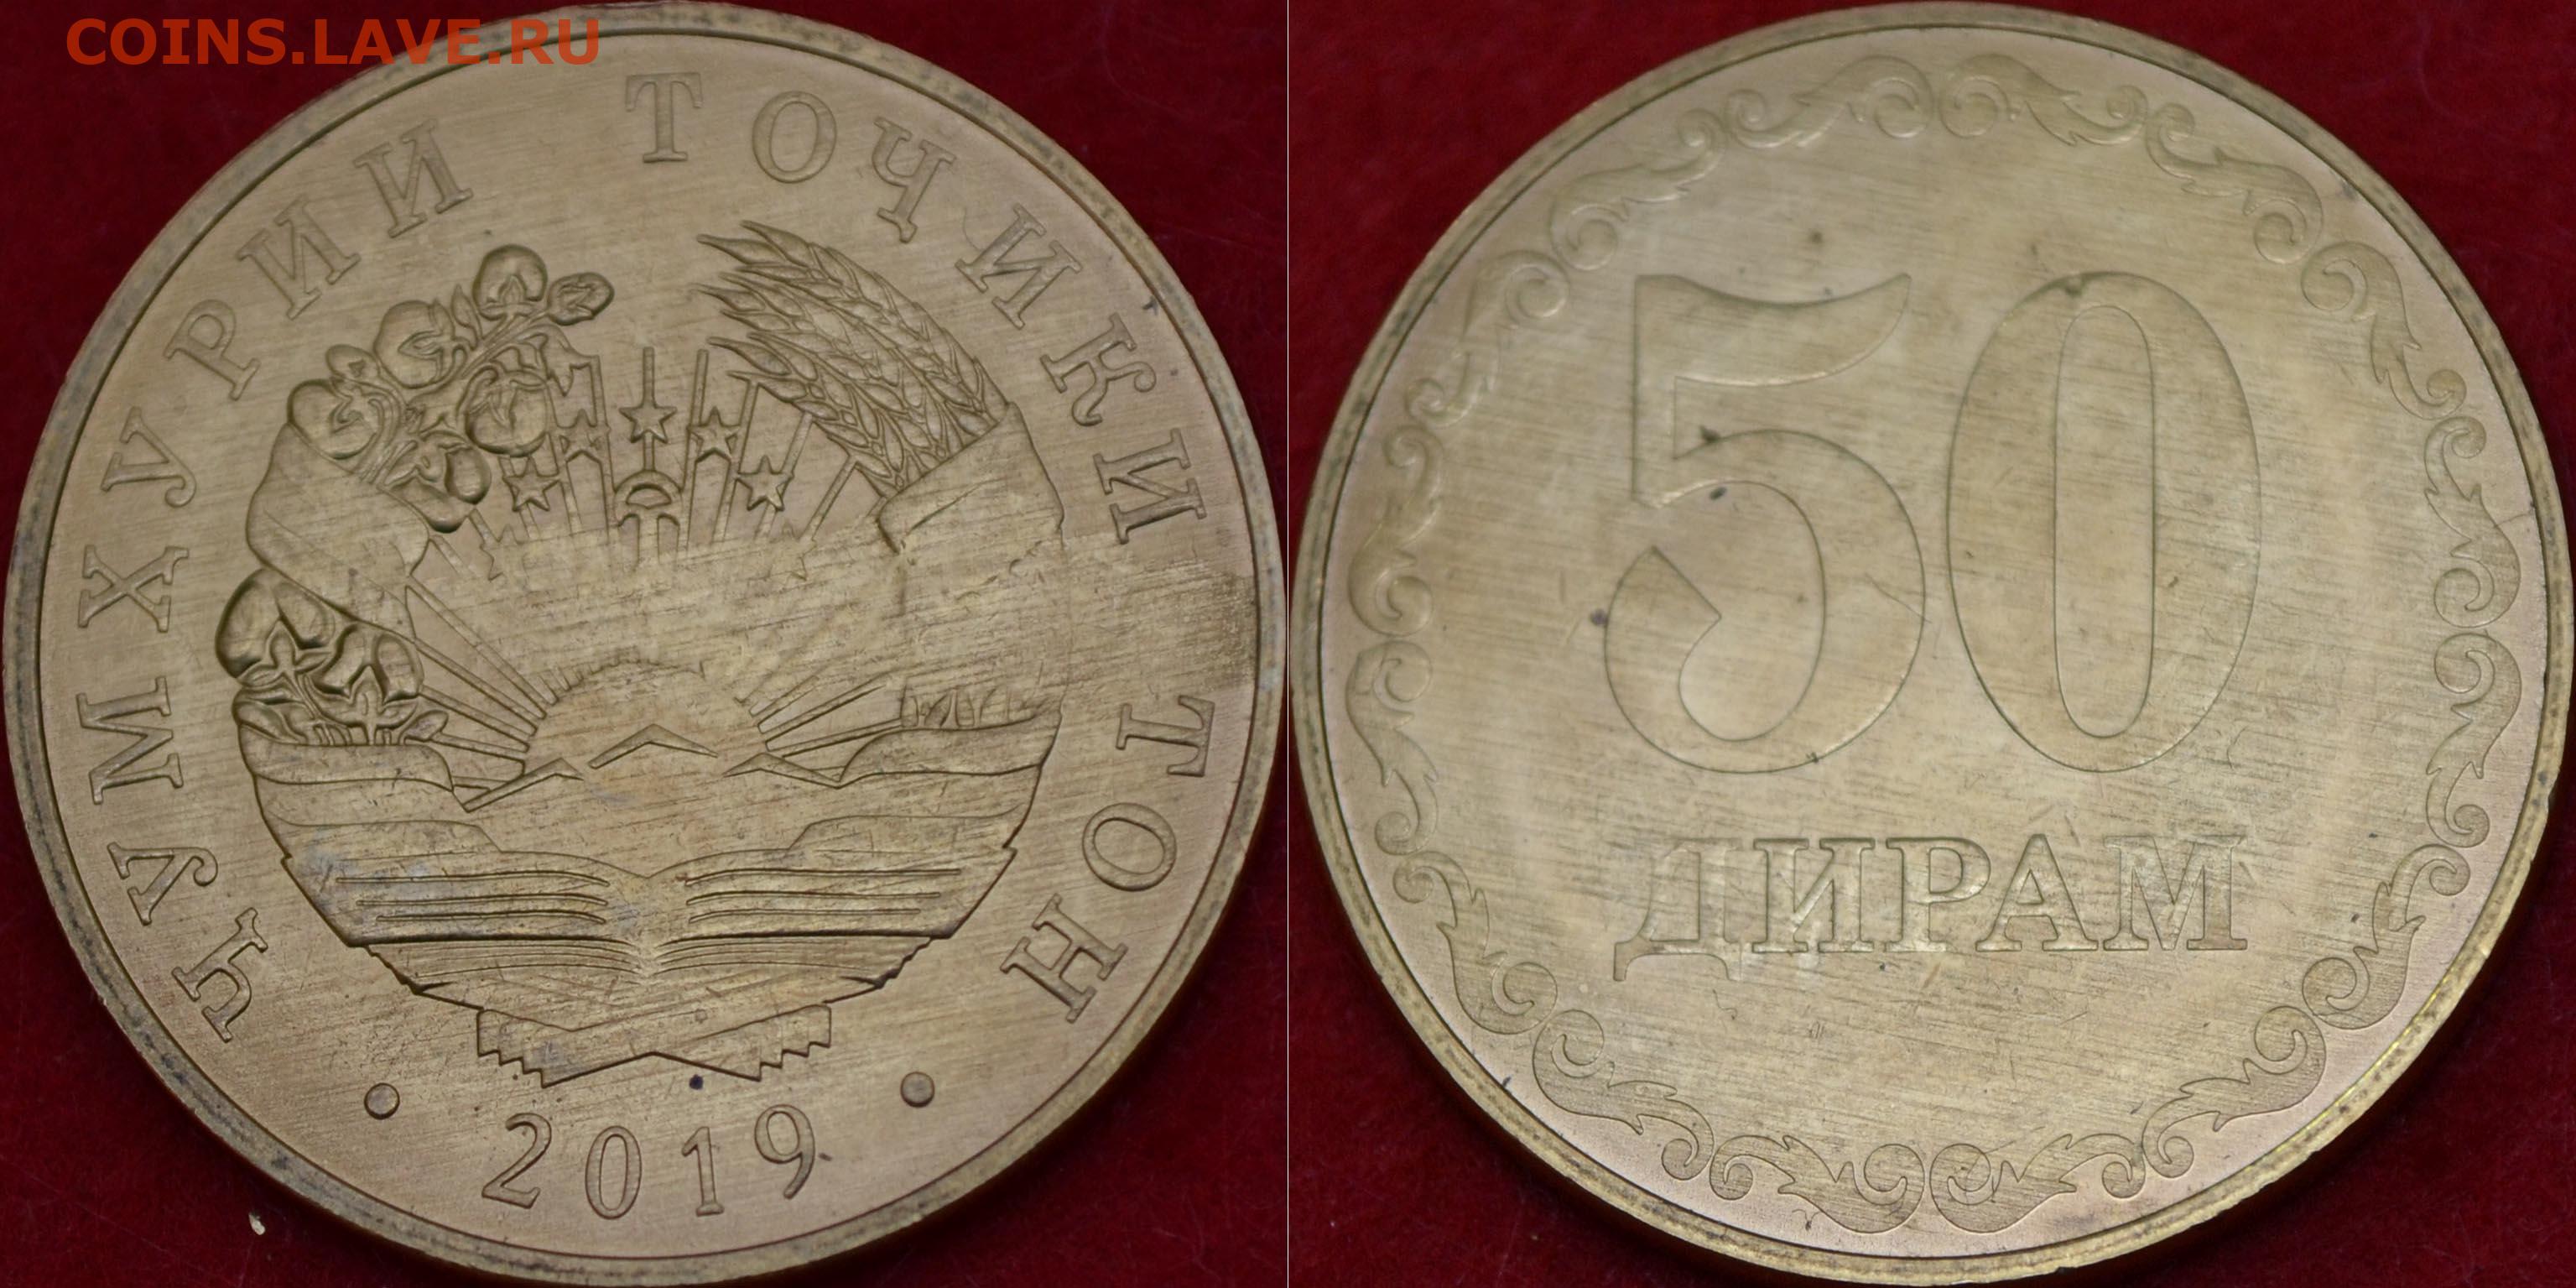 COINS.LAVE.RU
ҶУМҲУРИИ ТОҶИКИСТОН
• 2019 •
50
ДИРАМ